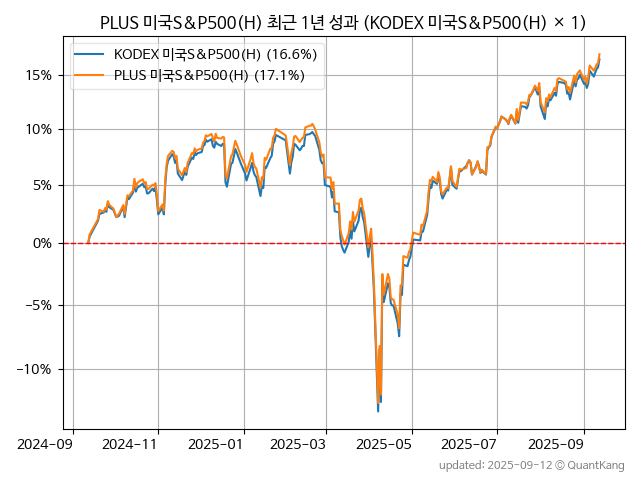 PLUS 미국S&P500(H) 최근 1년 성과 (KODEX 미국S&P500(H) × 1)
KODEX 미국S&P500(H) (16.6%)
PLUS 미국S&P500(H) (17.1%)
15%
10%
5%
0%
−5%
−10%
2024-09 2024-11 2025-01 2025-03 2025-05 2025-07 2025-09
updated: 2025-09-12 © QuantKang